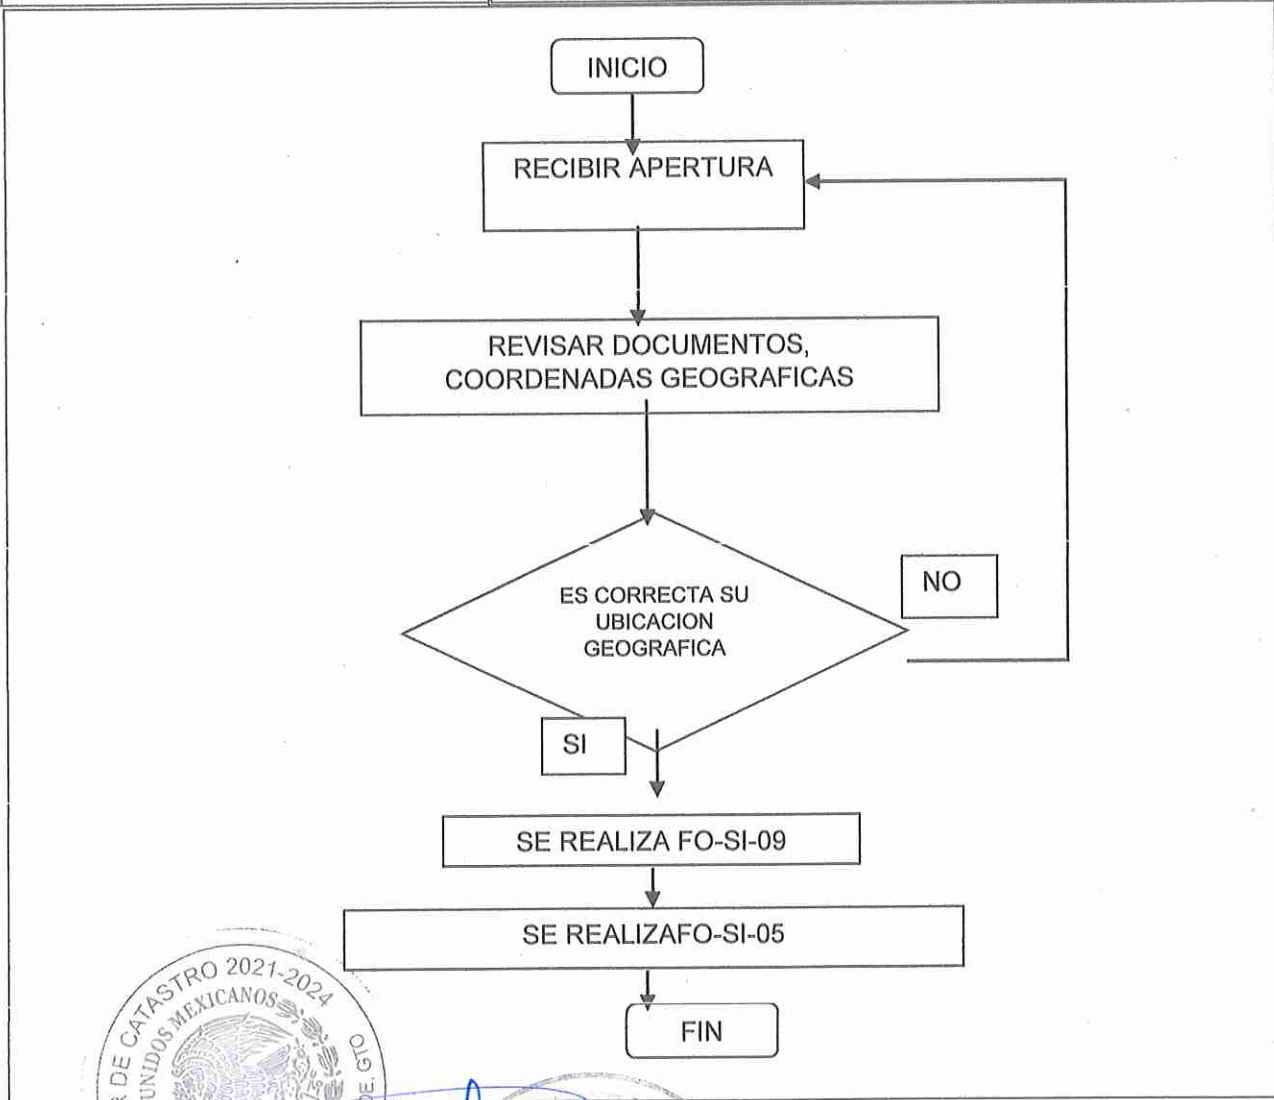 INICIO
RECIBIR APERTURA
REVISAR DOCUMENTOS,
COORDENADAS GEOGRAFICAS
ES CORRECTA SU
UBICACION
GEOGRAFICA
NO
SI
SE REALIZA FO-SI-09
SE REALIZAFO-SI-05
FIN
DE CATASTRO 2021-2024
UNIDOS MEXICANOS
GTO